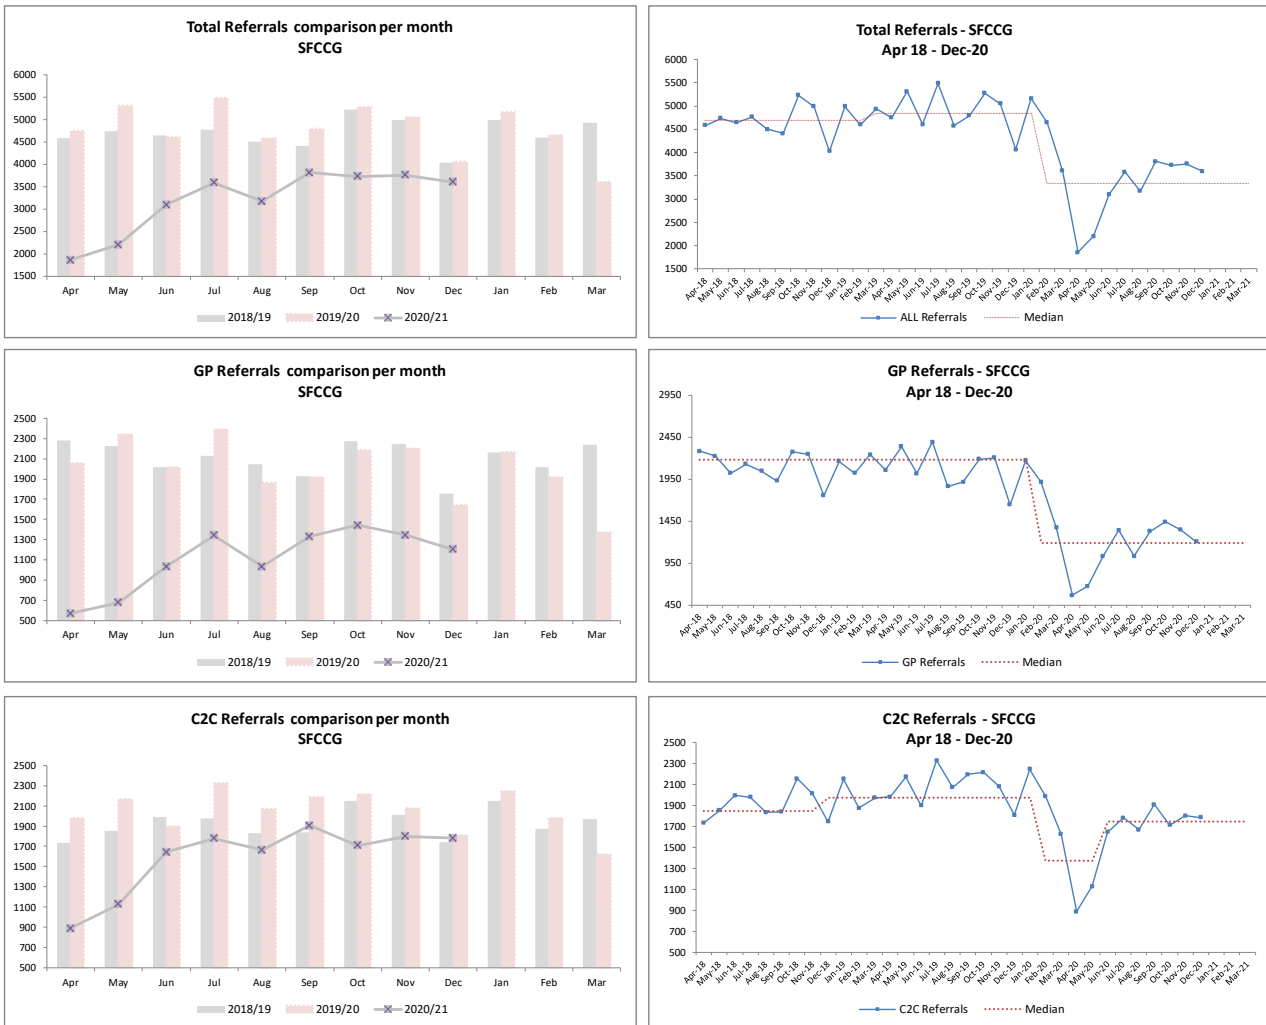 Total Referrals comparison per month
SFCCG
6000
5500
5000
4500
4000
3500
3000
2500
2000
1500
Apr May Jun Jul Aug Sep Oct Nov Dec Jan Feb Mar
2018/19 2019/20 2020/21
Total Referrals - SFCCG
Apr 18 - Dec-20
6000
5500
5000
4500
4000
3500
3000
2500
2000
1500
Apr-18 May-18 Jun-18 Jul-18 Aug-18 Sep-18 Oct-18 Nov-18 Dec-18 Jan-19 Feb-19 Mar-19 Apr-19 May-19 Jun-19 Jul-19 Aug-19 Sep-19 Oct-19 Nov-19 Dec-19 Jan-20 Feb-20 Mar-20 Apr-20 May-20 Jun-20 Jul-20 Aug-20 Sep-20 Oct-20 Nov-20 Dec-20 Jan-21 Feb-21 Mar-21
ALL Referrals Median
GP Referrals comparison per month
SFCCG
2500
2300
2100
1900
1700
1500
1300
1100
900
700
500
Apr May Jun Jul Aug Sep Oct Nov Dec Jan Feb Mar
2018/19 2019/20 2020/21
GP Referrals - SFCCG
Apr 18 - Dec-20
2950
2450
1950
1450
950
450
Apr-18 May-18 Jun-18 Jul-18 Aug-18 Sep-18 Oct-18 Nov-18 Dec-18 Jan-19 Feb-19 Mar-19 Apr-19 May-19 Jun-19 Jul-19 Aug-19 Sep-19 Oct-19 Nov-19 Dec-19 Jan-20 Feb-20 Mar-20 Apr-20 May-20 Jun-20 Jul-20 Aug-20 Sep-20 Oct-20 Nov-20 Dec-20 Jan-21 Feb-21 Mar-21
GP Referrals Median
C2C Referrals comparison per month
SFCCG
2500
2300
2100
1900
1700
1500
1300
1100
900
700
500
Apr May Jun Jul Aug Sep Oct Nov Dec Jan Feb Mar
2018/19 2019/20 2020/21
C2C Referrals - SFCCG
Apr 18 - Dec-20
2500
2300
2100
1900
1700
1500
1300
1100
900
700
500
Apr-18 May-18 Jun-18 Jul-18 Aug-18 Sep-18 Oct-18 Nov-18 Dec-18 Jan-19 Feb-19 Mar-19 Apr-19 May-19 Jun-19 Jul-19 Aug-19 Sep-19 Oct-19 Nov-19 Dec-19 Jan-20 Feb-20 Mar-20 Apr-20 May-20 Jun-20 Jul-20 Aug-20 Sep-20 Oct-20 Nov-20 Dec-20 Jan-21 Feb-21 Mar-21
C2C Referrals Median